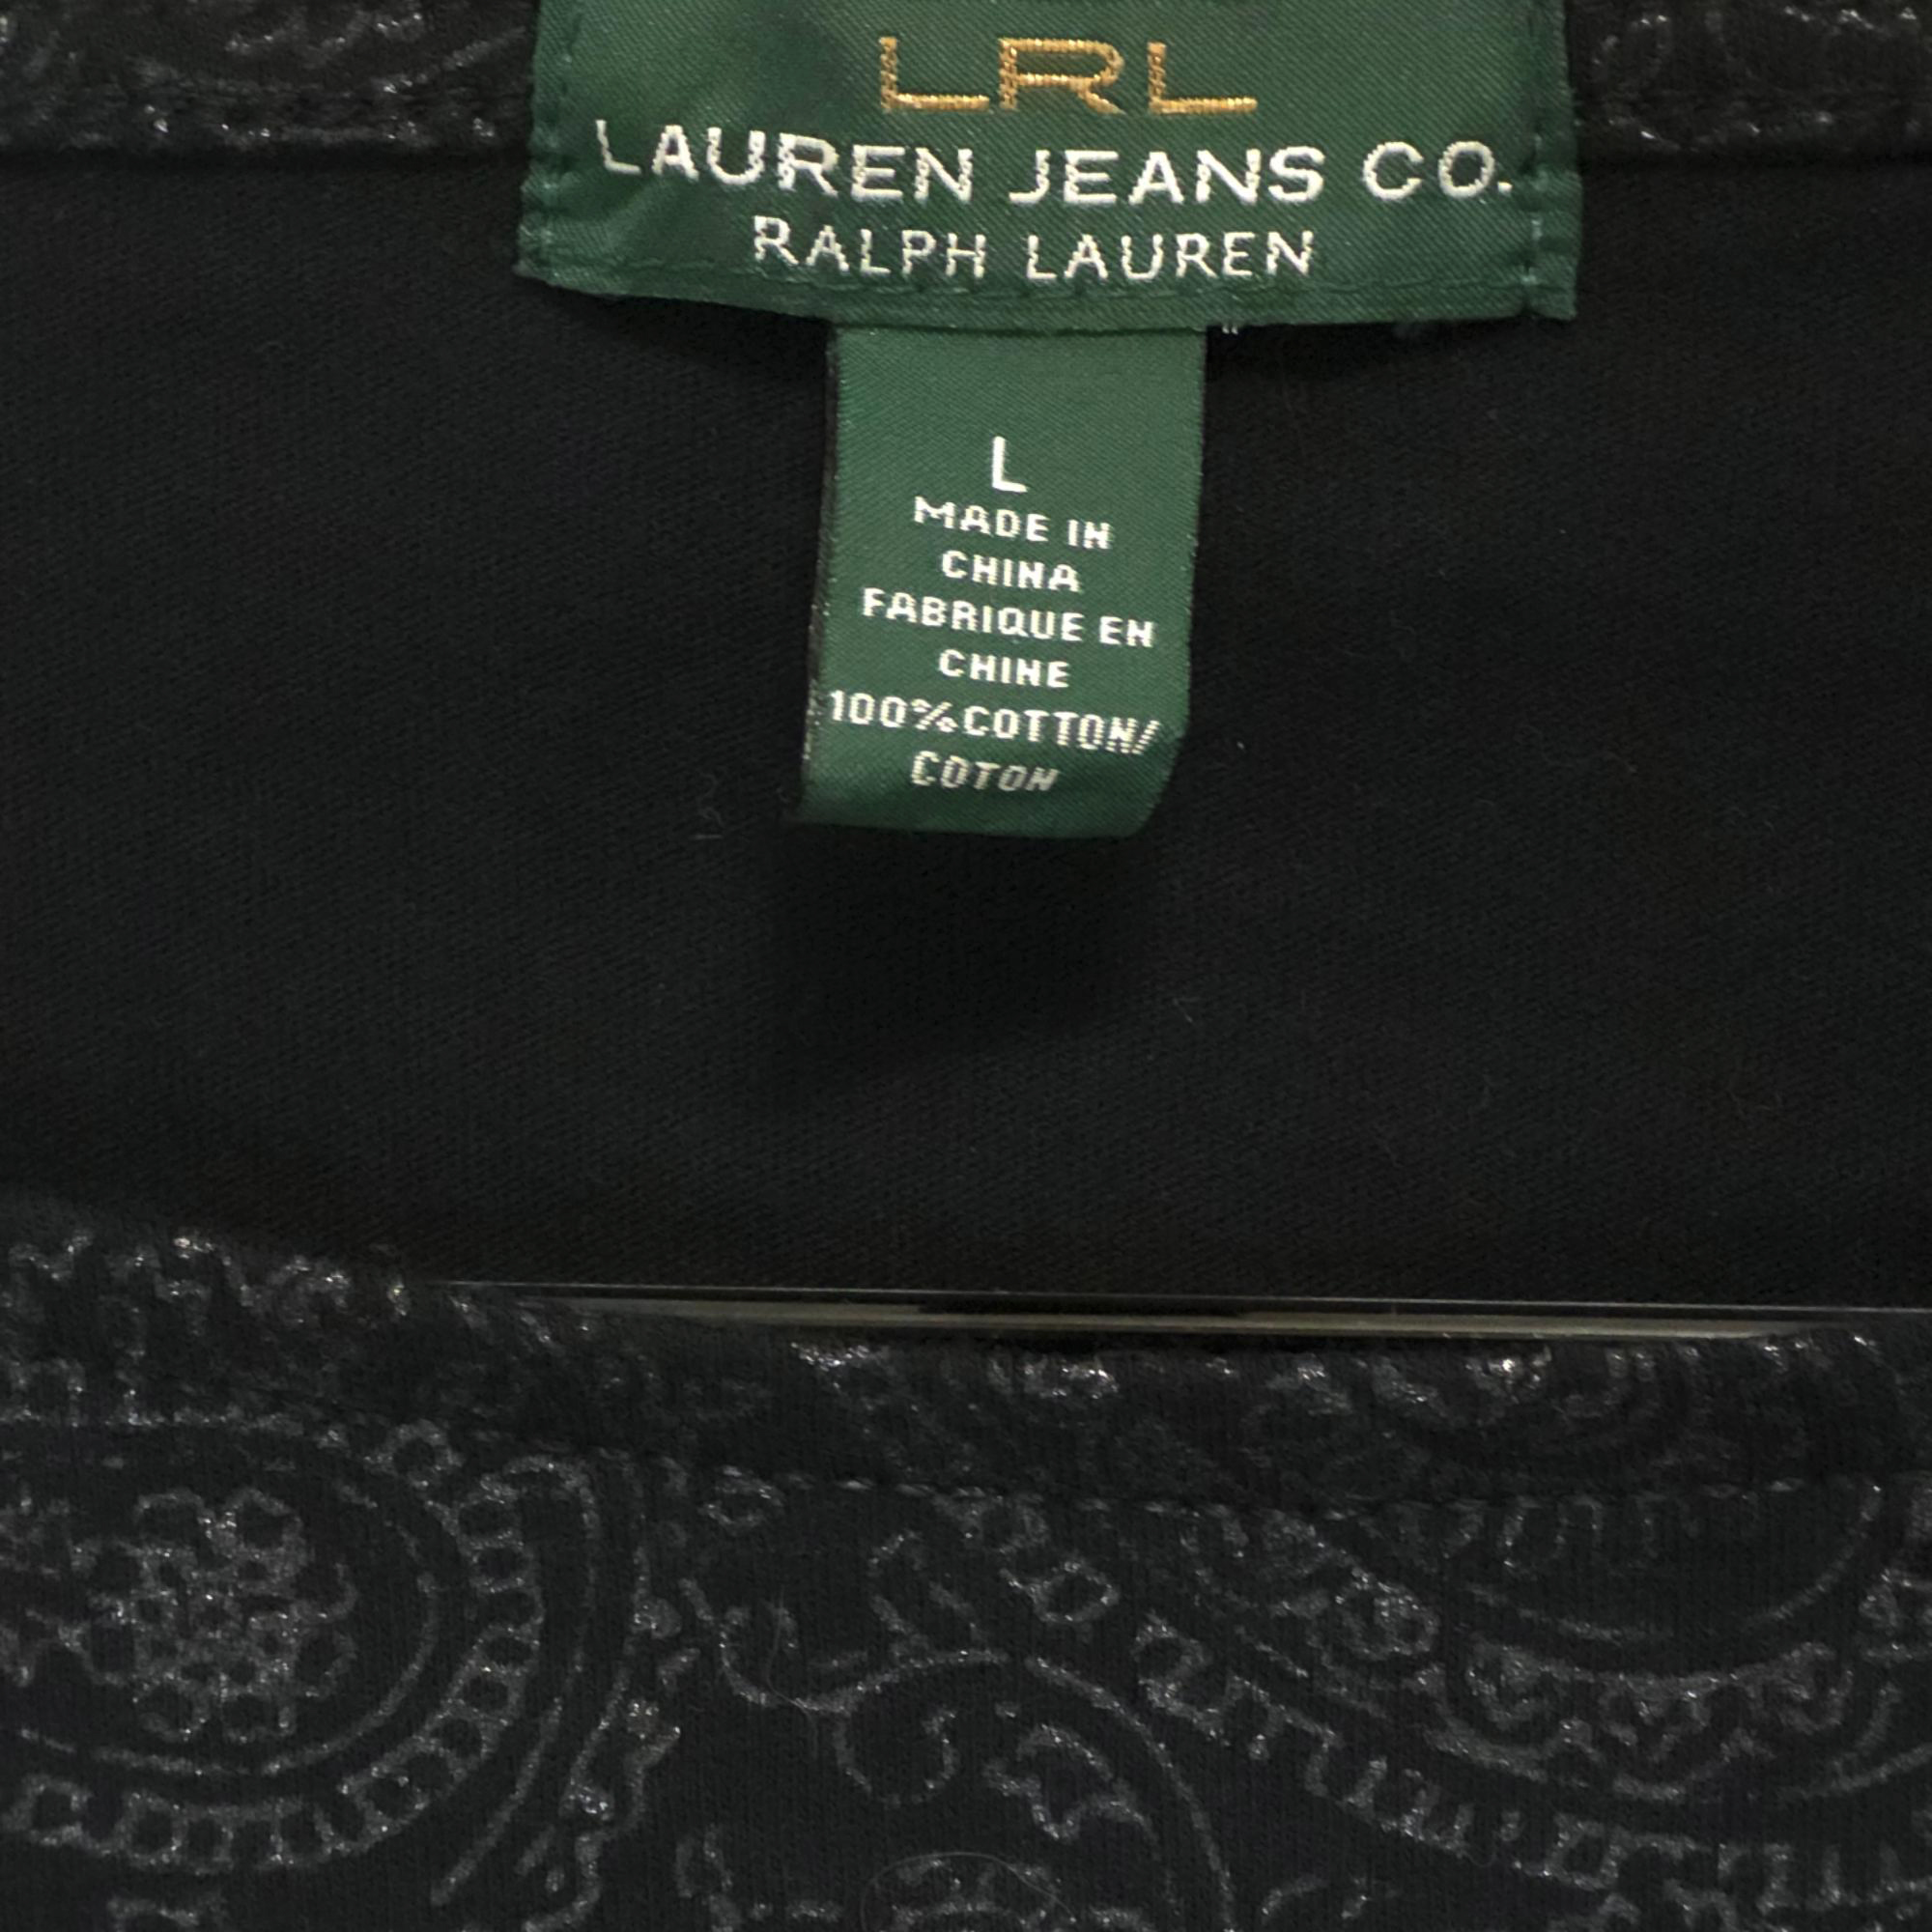 LRL
LAUREN JEANS CO.
RALPH LAUREN
L
MADE IN
CHINA
FABRIQUE EN
CHINE
100%COTTON/
COTON